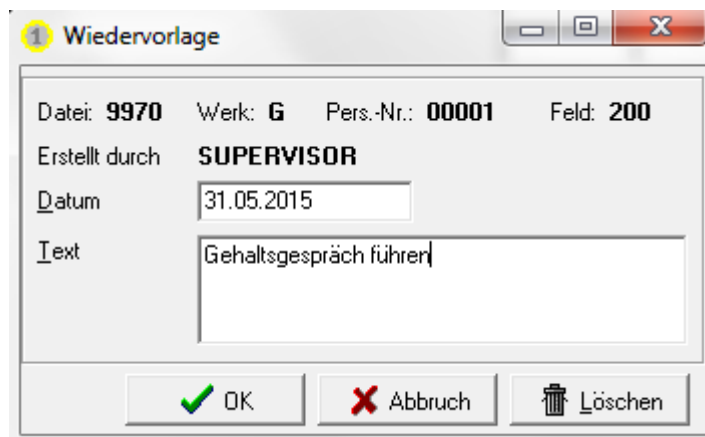 1 Wiedervorlage
Datei: 9970 Werk: G Pers.-Nr.: 00001 Feld: 200
Erstellt durch SUPERVISOR
Datum 31.05.2015
Text Gehaltsgespräch führen
OK Abbruch Löschen